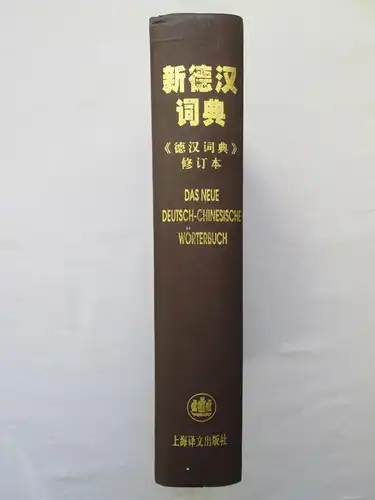 新德汉
词典
《德汉词典》
修订本
DAS NEUE
DEUTSCH-CHINESISCHE
WÖRTERBUCH
上海译文出版社